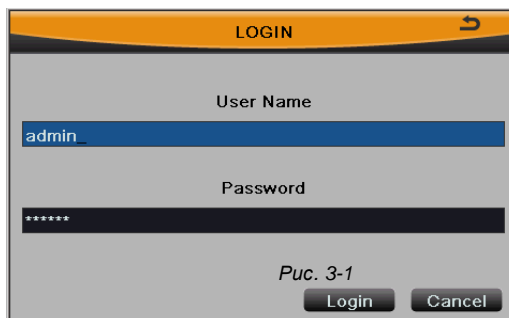 LOGIN
User Name
admin_
Password
******
Рис. 3-1
Login Cancel